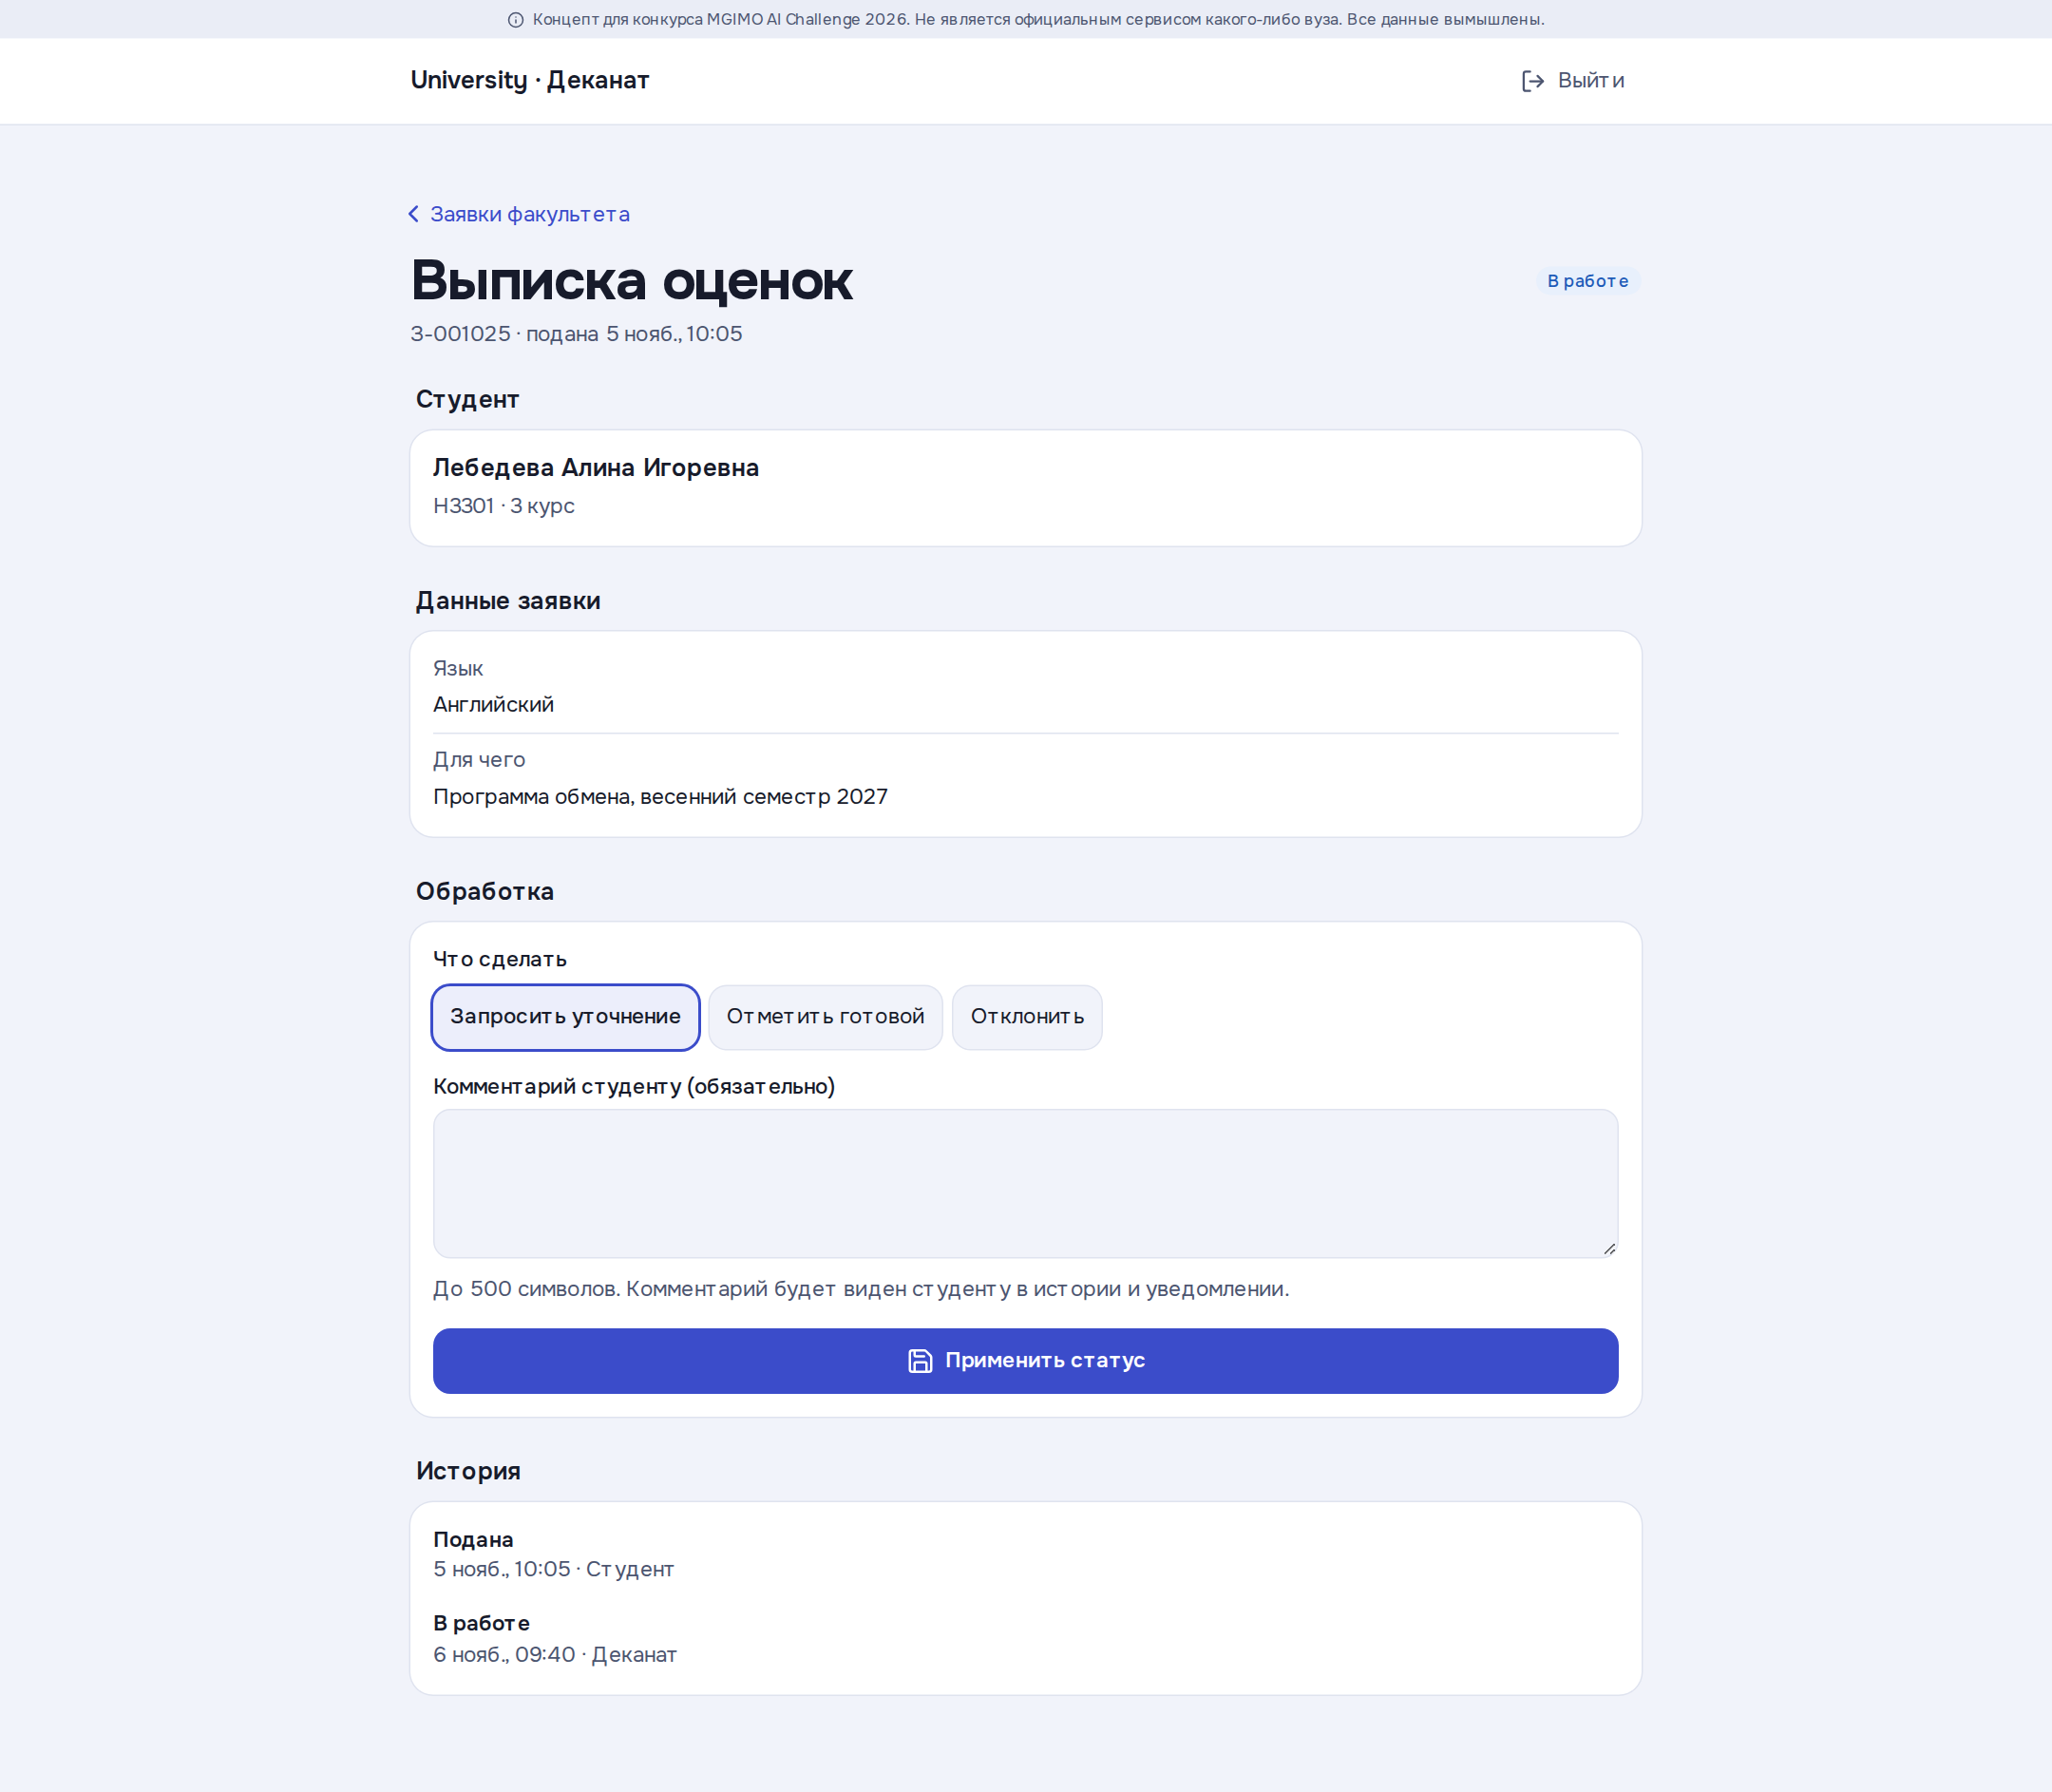 Концепт для конкурса MGIMO AI Challenge 2026. Не является официальным сервисом какого-либо вуза. Все данные вымышлены.
University · Деканат
Выйти
Заявки факультета
Выписка оценок
В работе
З-001025 · подана 5 нояб., 10:05
Студент
Лебедева Алина Игоревна
Н3301 · 3 курс
Данные заявки
Язык
Английский
Для чего
Программа обмена, весенний семестр 2027
Обработка
Что сделать
Запросить уточнение
Отметить готовой
Отклонить
Комментарий студенту (обязательно)
До 500 символов. Комментарий будет виден студенту в истории и уведомлении.
Применить статус
История
Подана
5 нояб., 10:05 · Студент
В работе
6 нояб., 09:40 · Деканат